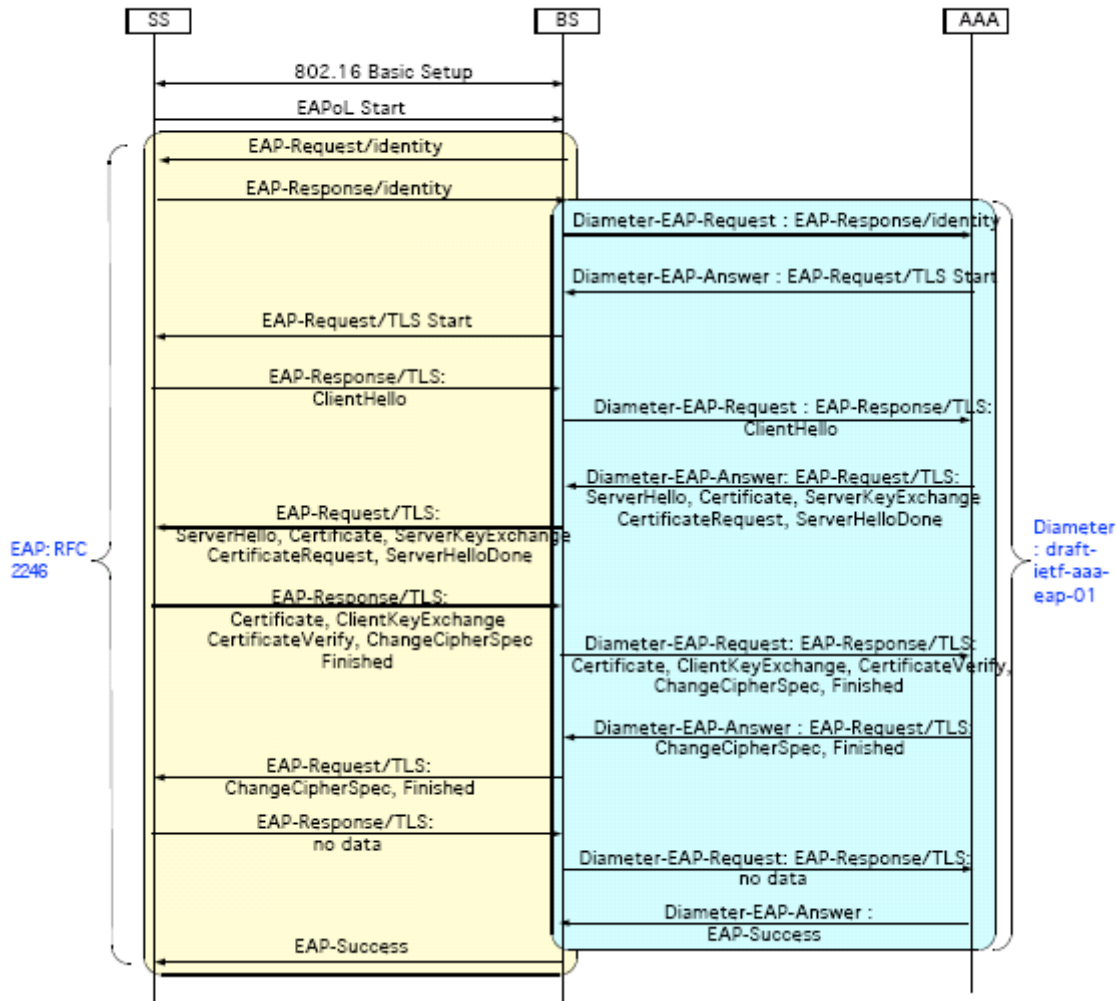 SS BS AAA
802.16 Basic Setup
EAPoL Start
EAP-Request/identity
EAP-Response/identity
Diameter-EAP-Request : EAP-Response/identity
Diameter-EAP-Answer : EAP-Request/TLS Start
EAP-Request/TLS Start
EAP-Response/TLS:
ClientHello
Diameter-EAP-Request : EAP-Response/TLS:
ClientHello
Diameter-EAP-Answer: EAP-Request/TLS:
ServerHello, Certificate, ServerKeyExchange
CertificateRequest, ServerHelloDone
EAP-Request/TLS:
ServerHello, Certificate, ServerKeyExchange
CertificateRequest, ServerHelloDone
EAP: RFC
2246
Diameter
: draft-
ietf-aaa-
eap-01
EAP-Response/TLS:
Certificate, ClientKeyExchange
CertificateVerify, ChangeCipherSpec
Finished
Diameter-EAP-Request: EAP-Response/TLS:
Certificate, ClientKeyExchange, CertificateVerify,
ChangeCipherSpec, Finished
Diameter-EAP-Answer : EAP-Request/TLS:
ChangeCipherSpec, Finished
EAP-Request/TLS:
ChangeCipherSpec, Finished
EAP-Response/TLS:
no data
Diameter-EAP-Request: EAP-Response/TLS:
no data
Diameter-EAP-Answer :
EAP-Success
EAP-Success